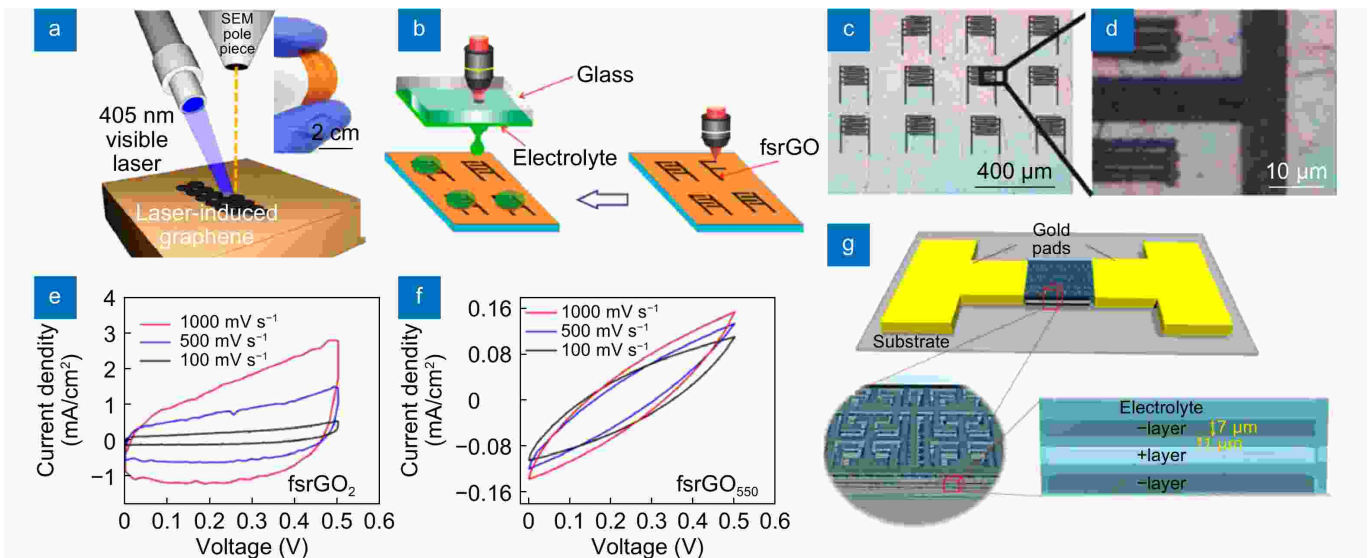 a
SEM
pole
piece
405 nm
visible
laser
2 cm
Laser-induced
graphene
b
Glass
Electrolyte
fsrGO
c
400 μm
d
10 μm
e
Current dendity
(mA/cm²)
4
3
2
1
0
−1
1000 mV s⁻¹
500 mV s⁻¹
100 mV s⁻¹
fsrGO₂
0 0.1 0.2 0.3 0.4 0.5 0.6
Voltage (V)
f
Current dendity
(mA/cm²)
0.16
0.08
0
−0.08
−0.16
1000 mV s⁻¹
500 mV s⁻¹
100 mV s⁻¹
fsrGO₅₅₀
0 0.1 0.2 0.3 0.4 0.5 0.6
Voltage (V)
g
Gold
pads
Substrate
Electrolyte
−layer
7 μm
11 μm
+layer
−layer